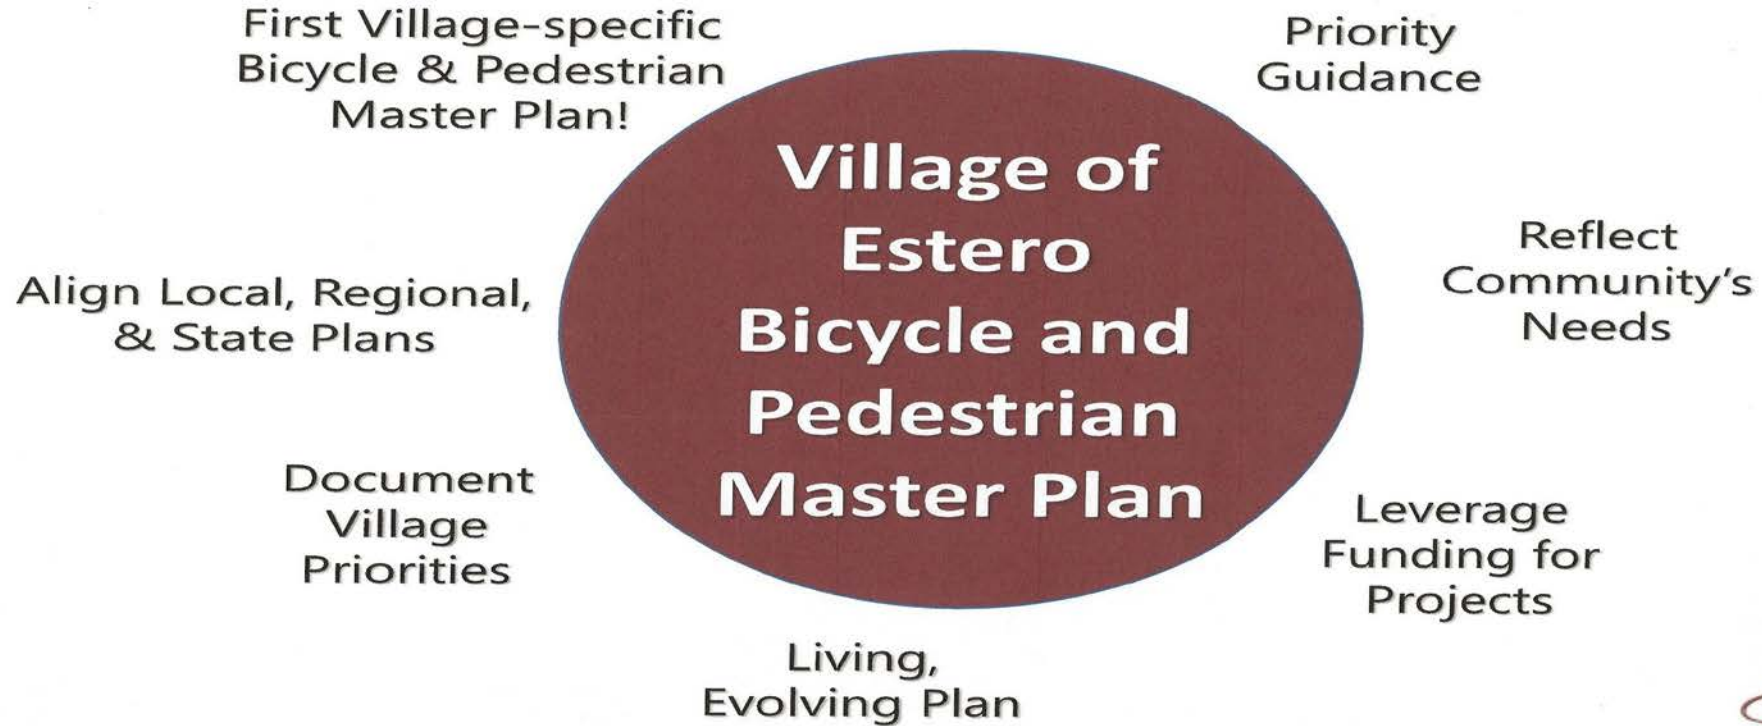 First Village-specific
Bicycle & Pedestrian
Master Plan!
Priority
Guidance
Village of
Estero
Bicycle and
Pedestrian
Master Plan
Reflect
Community's
Needs
Align Local, Regional,
& State Plans
Document
Village
Priorities
Leverage
Funding for
Projects
Living,
Evolving Plan